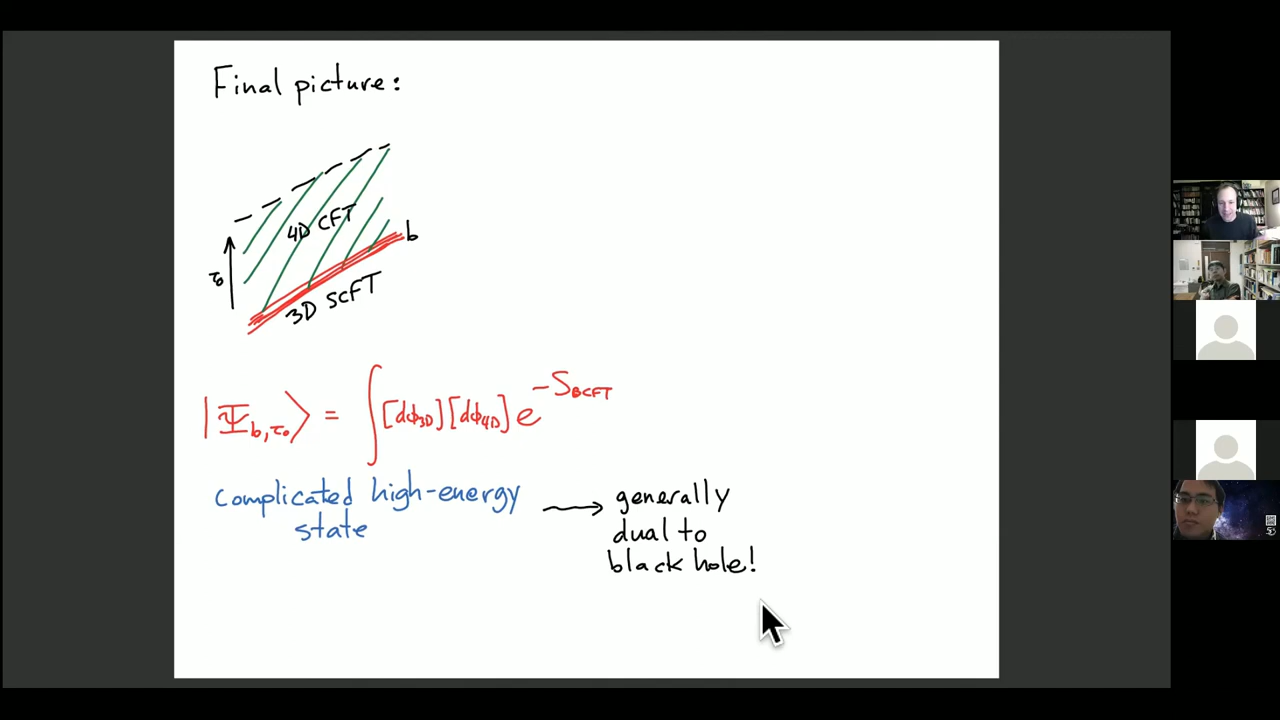 Final picture:
4D CFT
b
τ₀
3D SCFT
|Ψ_{b,τ₀}⟩ = ∫[dϕ_{3D}][dϕ_{4D}] e^{-S_{BCFT}}
complicated high-energy
state
→ generally
dual to
black hole!